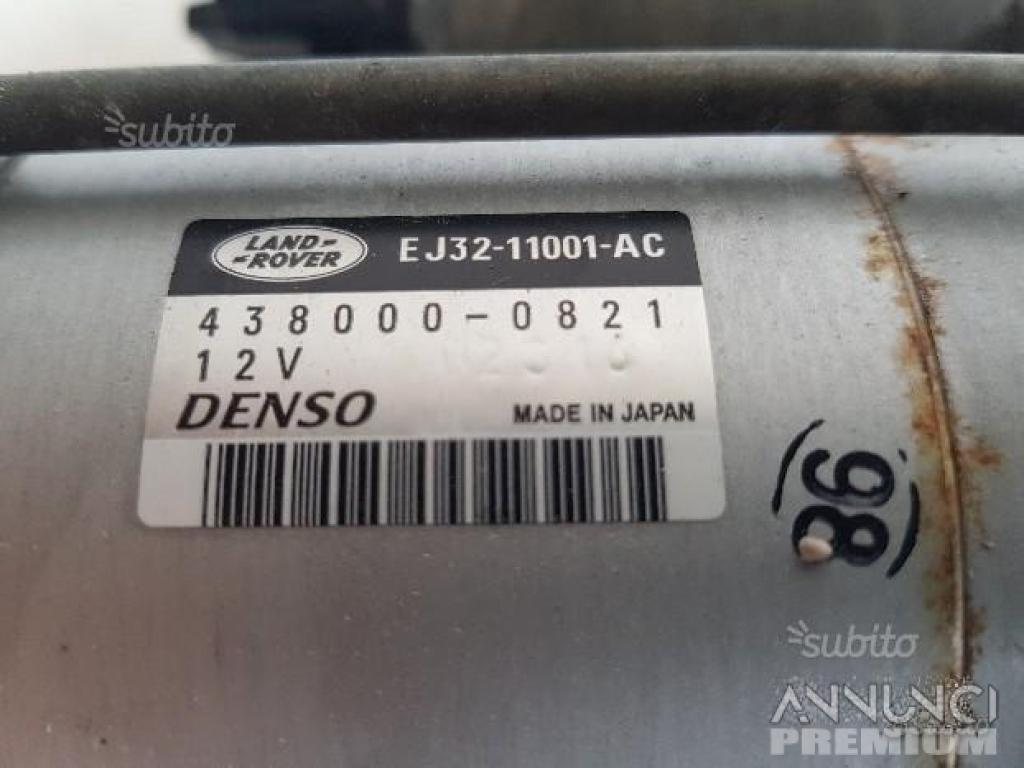 subito
LAND-
-ROVER
EJ32-11001-AC
438000-0821
12V
DENSO
MADE IN JAPAN
(98)
subito
ANNUNCI
PREMIUM